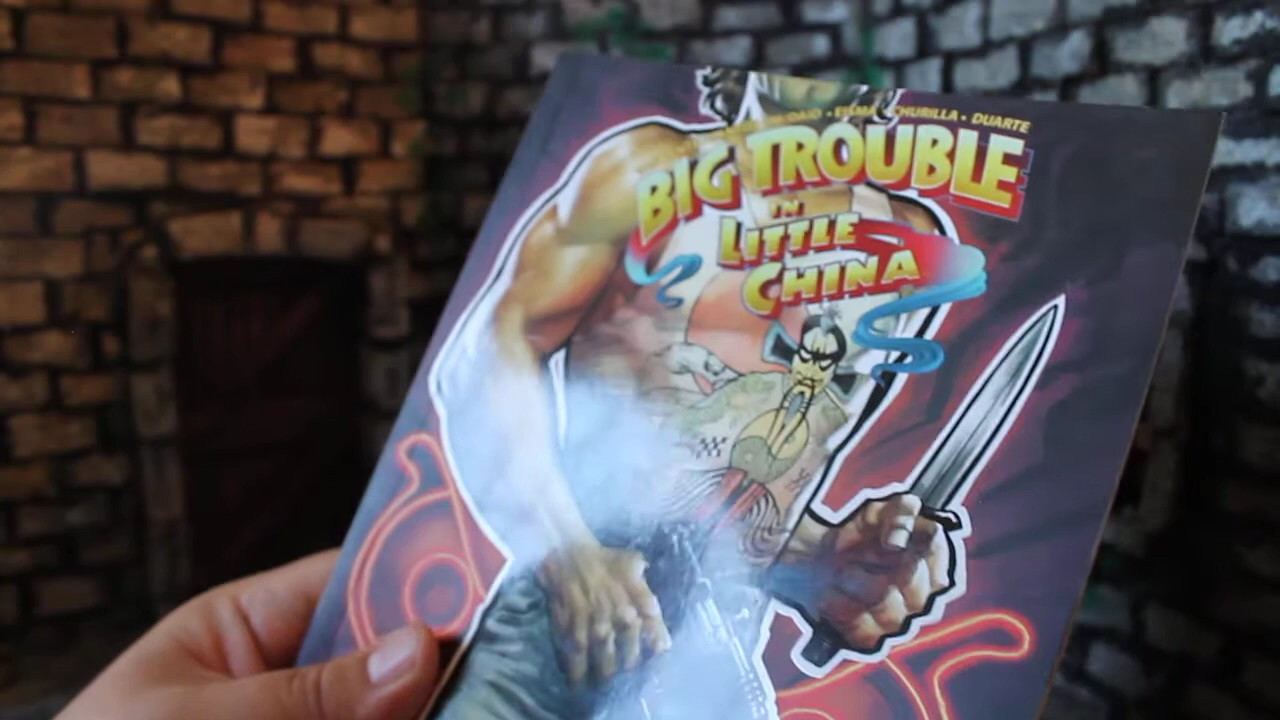 CHURILLA • DUARTE
BIG TROUBLE
IN
LITTLE
CHINA